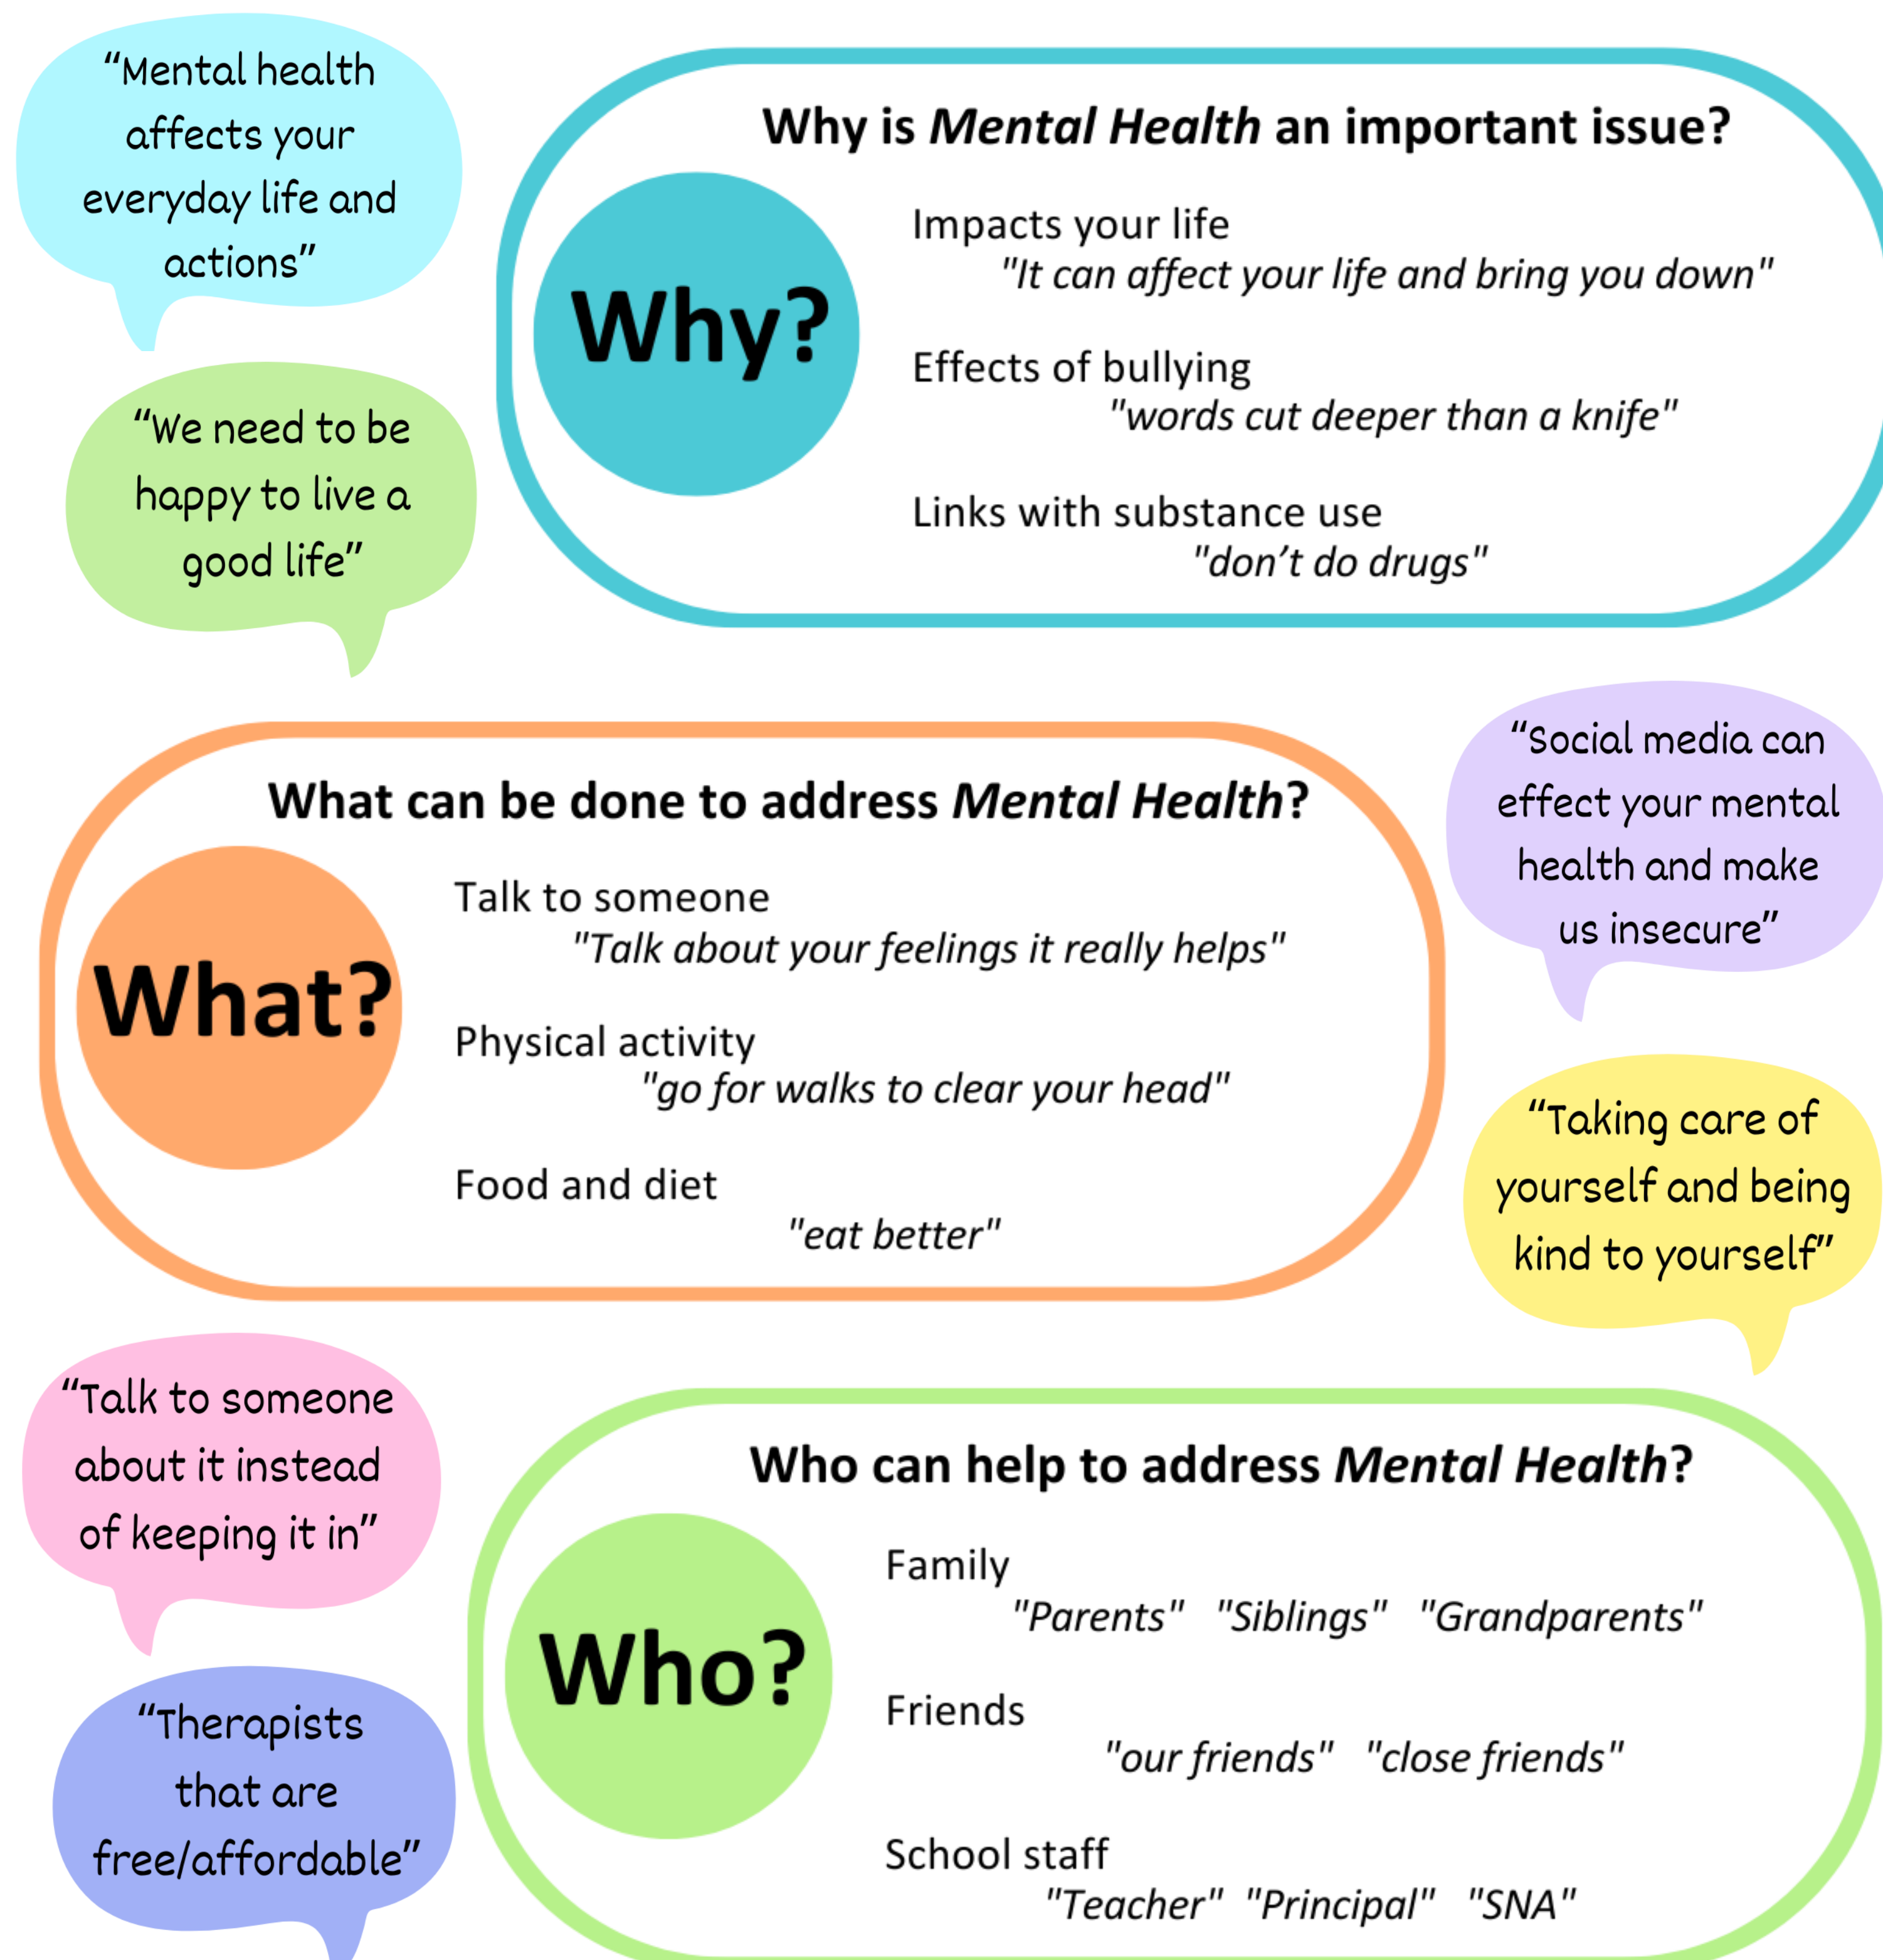 “Mental health
affects your
everyday life and
actions”
“We need to be
happy to live a
good life”
Why is Mental Health an important issue?
Why?
Impacts your life
"It can affect your life and bring you down"
Effects of bullying
"words cut deeper than a knife"
Links with substance use
"don’t do drugs"
What can be done to address Mental Health?
What?
Talk to someone
"Talk about your feelings it really helps"
Physical activity
"go for walks to clear your head"
Food and diet
"eat better"
“Social media can
effect your mental
health and make
us insecure”
“Taking care of
yourself and being
kind to yourself”
“Talk to someone
about it instead
of keeping it in”
“Therapists
that are
free/affordable”
Who can help to address Mental Health?
Who?
Family
"Parents" "Siblings" "Grandparents"
Friends
"our friends" "close friends"
School staff
"Teacher" "Principal" "SNA"